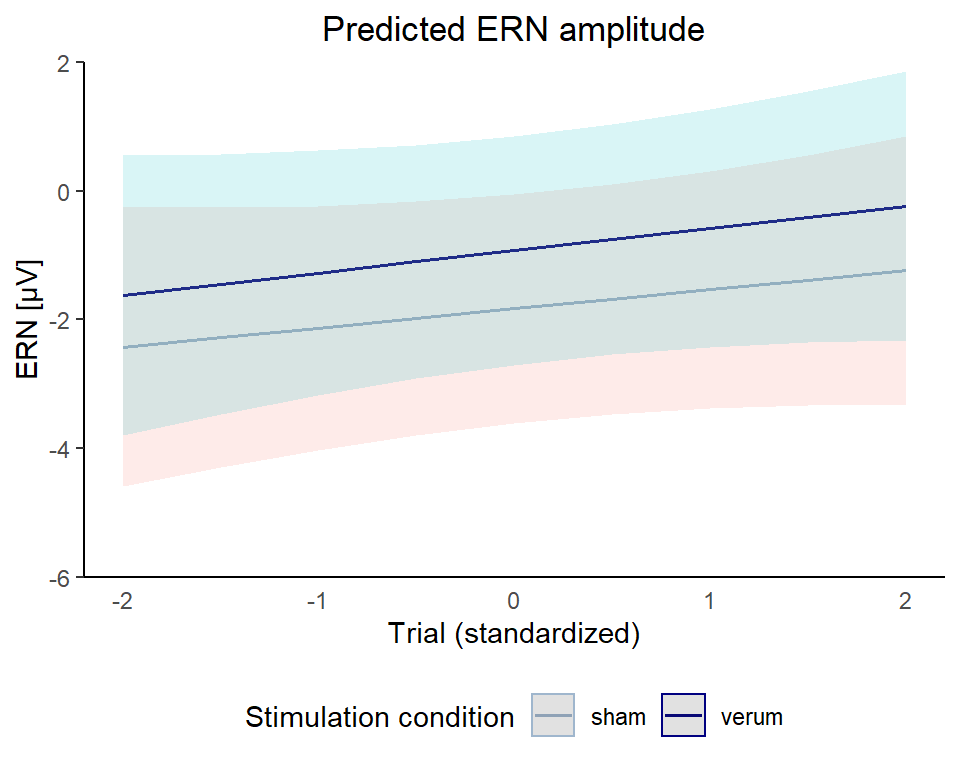 Predicted ERN amplitude
2
0
-2
-4
-6
ERN [µV]
-2 -1 0 1 2
Trial (standardized)
Stimulation condition sham verum